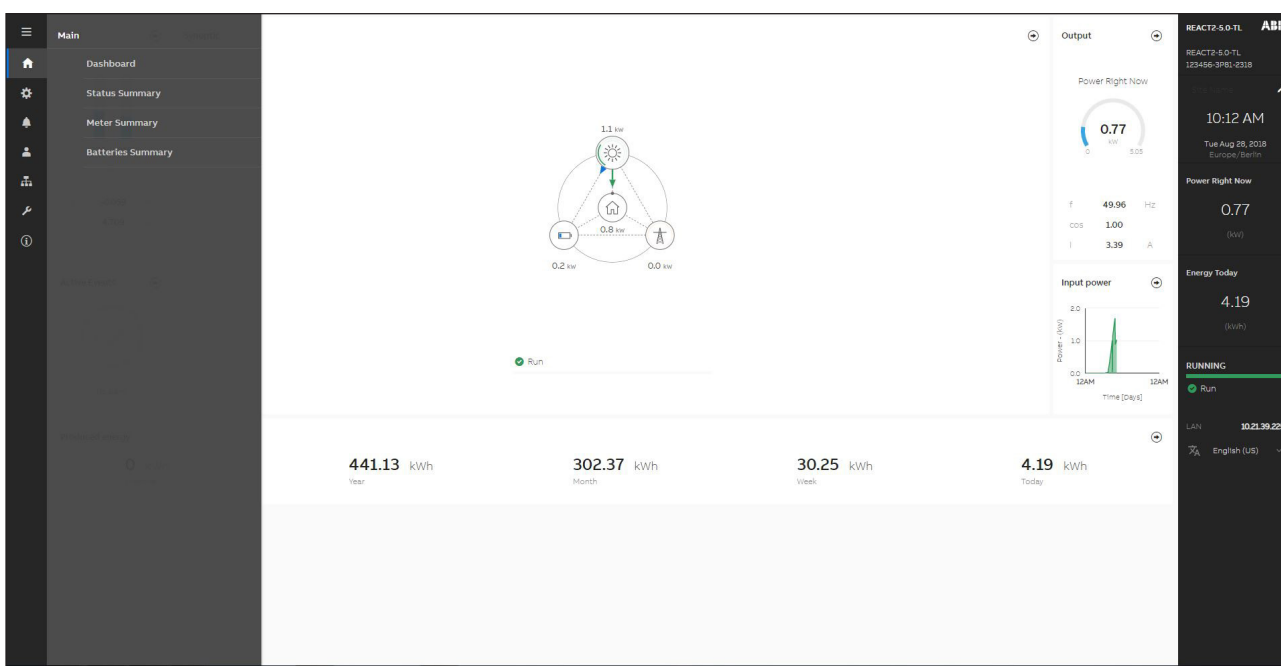 Main
Dashboard
Status Summary
Meter Summary
Batteries Summary
1.1 kW
0.8 kW
0.2 kW
0.0 kW
Run
Output
Power Right Now
0.77
kW
0
5.05
f 49.96 Hz
cos 1.00
I 3.39 A
Input power
2.0
1.0
0.0
Power - (kW)
12AM
12AM
Time [Days]
441.13 kWh
Year
302.37 kWh
Month
30.25 kWh
Week
4.19 kWh
Today
REACT2-5.0-TL
REACT2-5.0-TL
123456-3P81-2318
10:12 AM
Tue Aug 28, 2018
Europe/Berlin
Power Right Now
0.77
(kW)
Energy Today
4.19
(kWh)
RUNNING
Run
LAN
English (US)